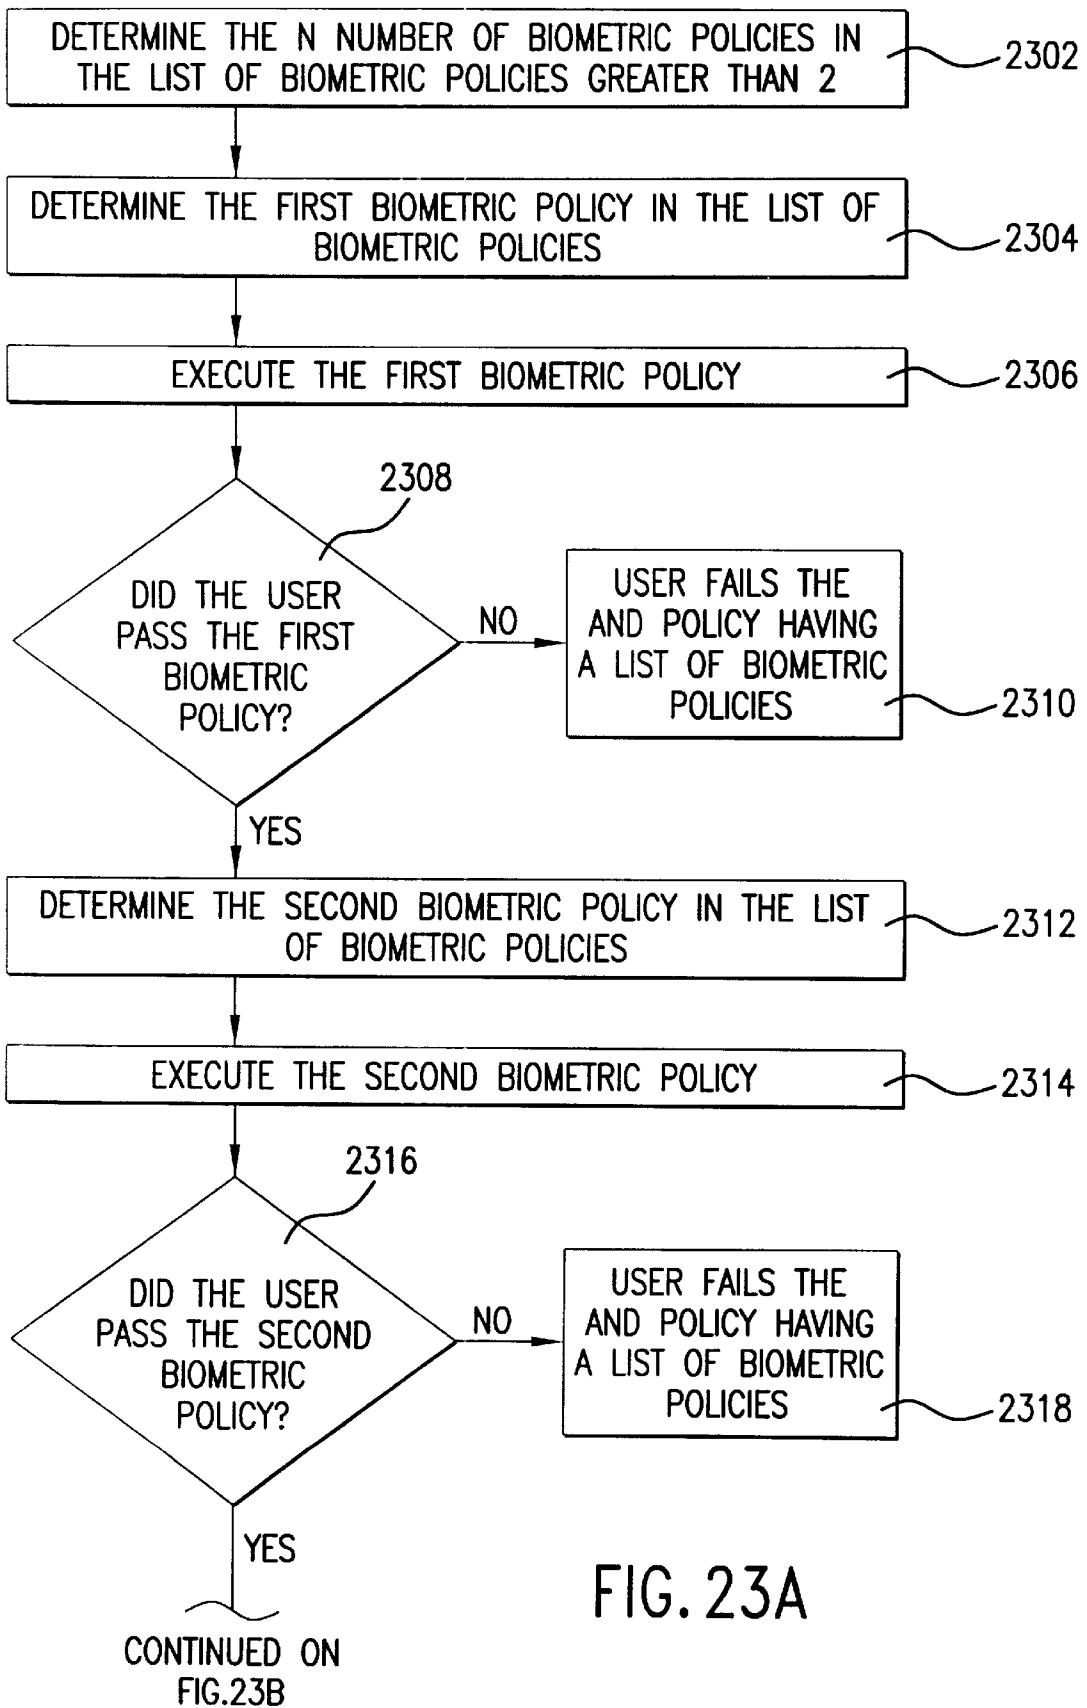 DETERMINE THE N NUMBER OF BIOMETRIC POLICIES IN
THE LIST OF BIOMETRIC POLICIES GREATER THAN 2
2302
DETERMINE THE FIRST BIOMETRIC POLICY IN THE LIST OF
BIOMETRIC POLICIES
2304
EXECUTE THE FIRST BIOMETRIC POLICY
2306
2308
DID THE USER
PASS THE FIRST
BIOMETRIC
POLICY?
NO
USER FAILS THE
AND POLICY HAVING
A LIST OF BIOMETRIC
POLICIES
2310
YES
DETERMINE THE SECOND BIOMETRIC POLICY IN THE LIST
OF BIOMETRIC POLICIES
2312
EXECUTE THE SECOND BIOMETRIC POLICY
2314
2316
DID THE USER
PASS THE SECOND
BIOMETRIC
POLICY?
NO
USER FAILS THE
AND POLICY HAVING
A LIST OF BIOMETRIC
POLICIES
2318
YES
CONTINUED ON
FIG.23B
FIG. 23A